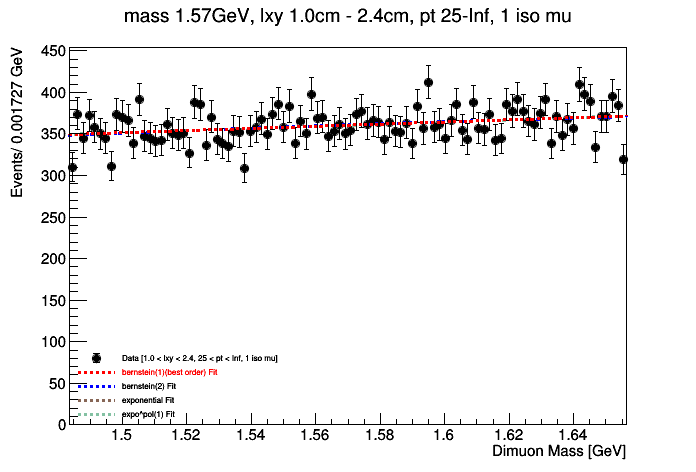 mass 1.57GeV, lxy 1.0cm - 2.4cm, pt 25-Inf, 1 iso mu
Events/ 0.001727 GeV
450
400
350
300
250
200
150
100
50
0
Data [1.0 < lxy < 2.4, 25 < pt < Inf, 1 iso mu]
bernstein(1)(best order) Fit
bernstein(2) Fit
exponential Fit
expo^pol(1) Fit
1.5 1.52 1.54 1.56 1.58 1.6 1.62 1.64
Dimuon Mass [GeV]